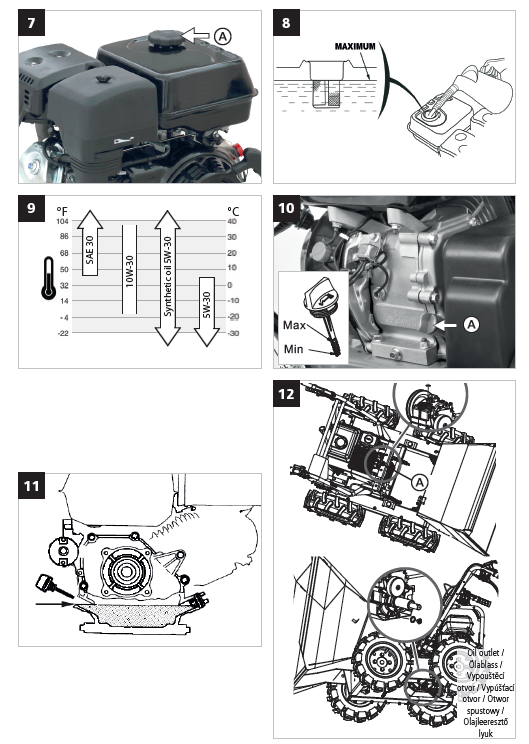 7
A
8
MAXIMUM
9
°F
°C
104
86
68
50
32
14
-4
-22
SAE 30
10W-30
Synthetic oil 5W-30
5W-30
40
30
20
10
0
-10
-20
-30
10
Max
Min
A
12
A
11
Oil outlet /
Ölablass /
Vypouštěcí
otvor / Vypúšťací
otvor / Otwor
spustowy /
Olajleeresztő
lyuk